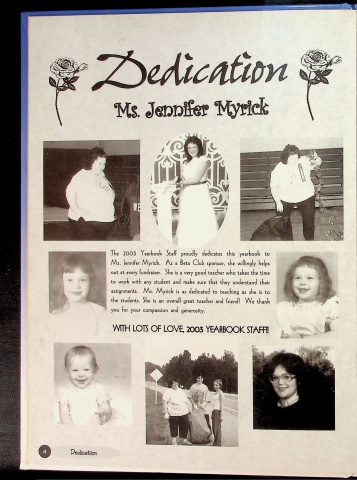 Dedication
Ms. Jennifer Myrick
The 2003 Yearbook Staff proudly dedicates this yearbook to
Ms. Jennifer Myrick. As a Beta Club sponsor, she willingly helps
out at every fundraiser. She is a very good teacher who takes the time
to work with any student and make sure that they understand their
assignments. Ms. Myrick is as dedicated to teaching as she is to
the students. She is an overall great teacher and friend! We thank
you for your compassion and generosity.
WITH LOTS OF LOVE, 2003 YEARBOOK STAFF!!
4 Dedication